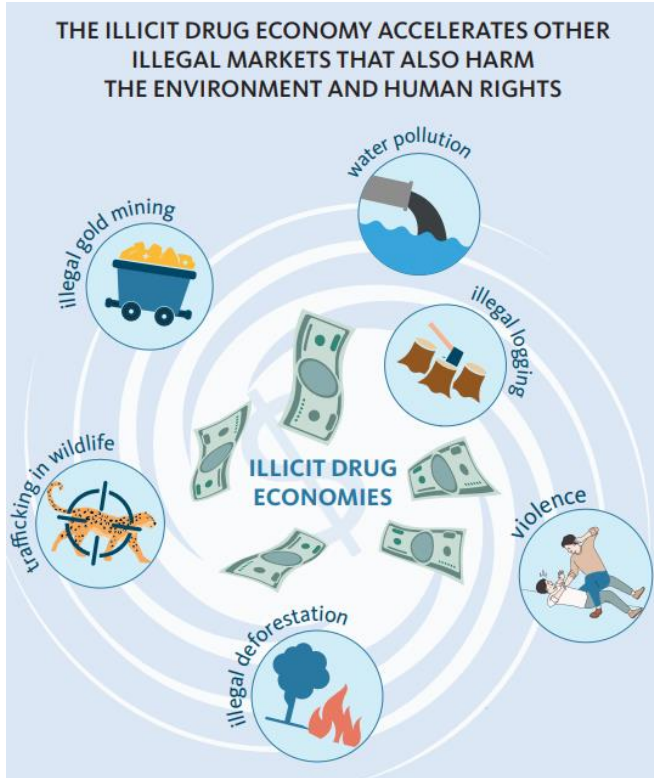 THE ILLICIT DRUG ECONOMY ACCELERATES OTHER
ILLEGAL MARKETS THAT ALSO HARM
THE ENVIRONMENT AND HUMAN RIGHTS
water pollution
illegal gold mining
illegal logging
trafficking in wildlife
ILLICIT DRUG
ECONOMIES
violence
illegal deforestation